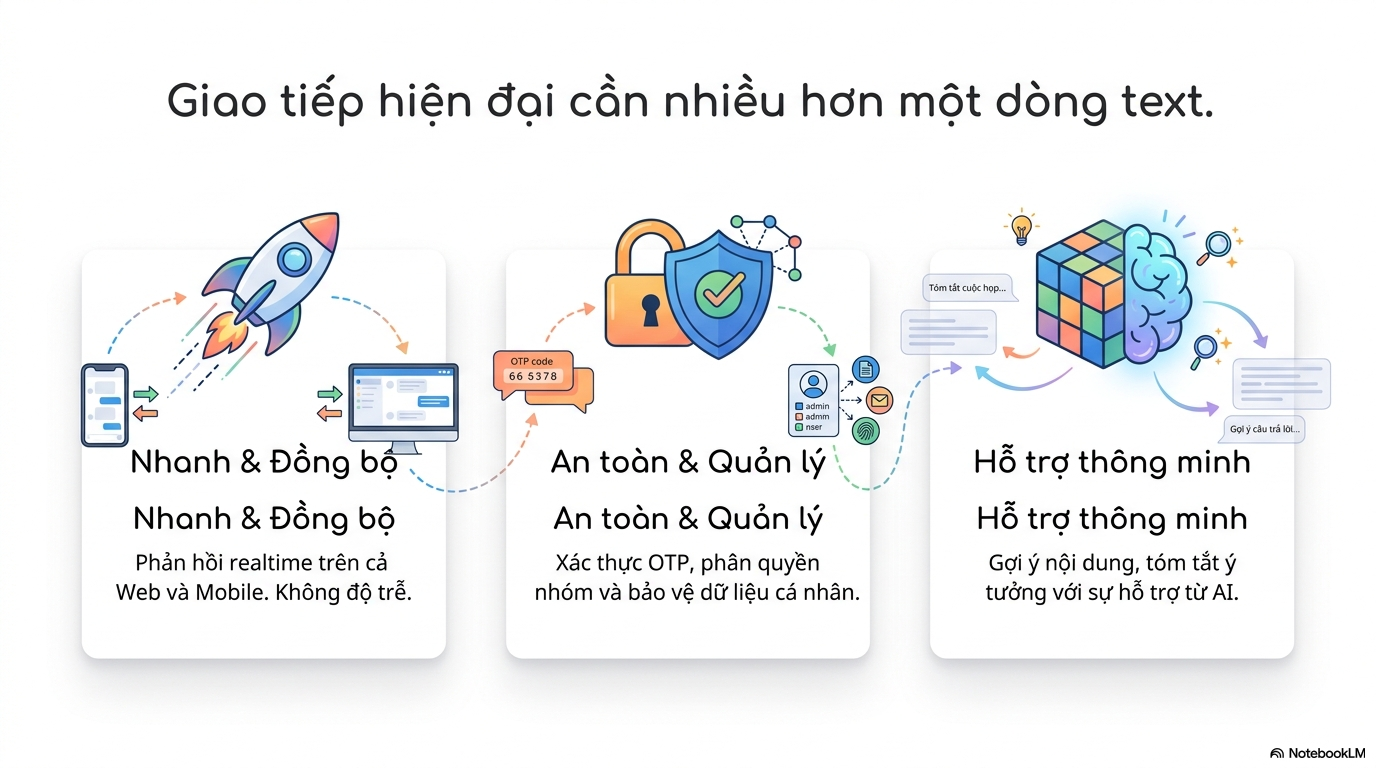 Giao tiếp hiện đại cần nhiều hơn một dòng text.
OTP code
66 5378
admin
admm
nser
Tóm tắt cuộc họp...
Gợi ý câu trả lời...
Nhanh & Đồng bộ
Nhanh & Đồng bộ
Phản hồi realtime trên cả
Web và Mobile. Không độ trễ.
An toàn & Quản lý
An toàn & Quản lý
Xác thực OTP, phân quyền
nhóm và bảo vệ dữ liệu cá nhân.
Hỗ trợ thông minh
Hỗ trợ thông minh
Gợi ý nội dung, tóm tắt ý
tưởng với sự hỗ trợ từ AI.
NotebookLM